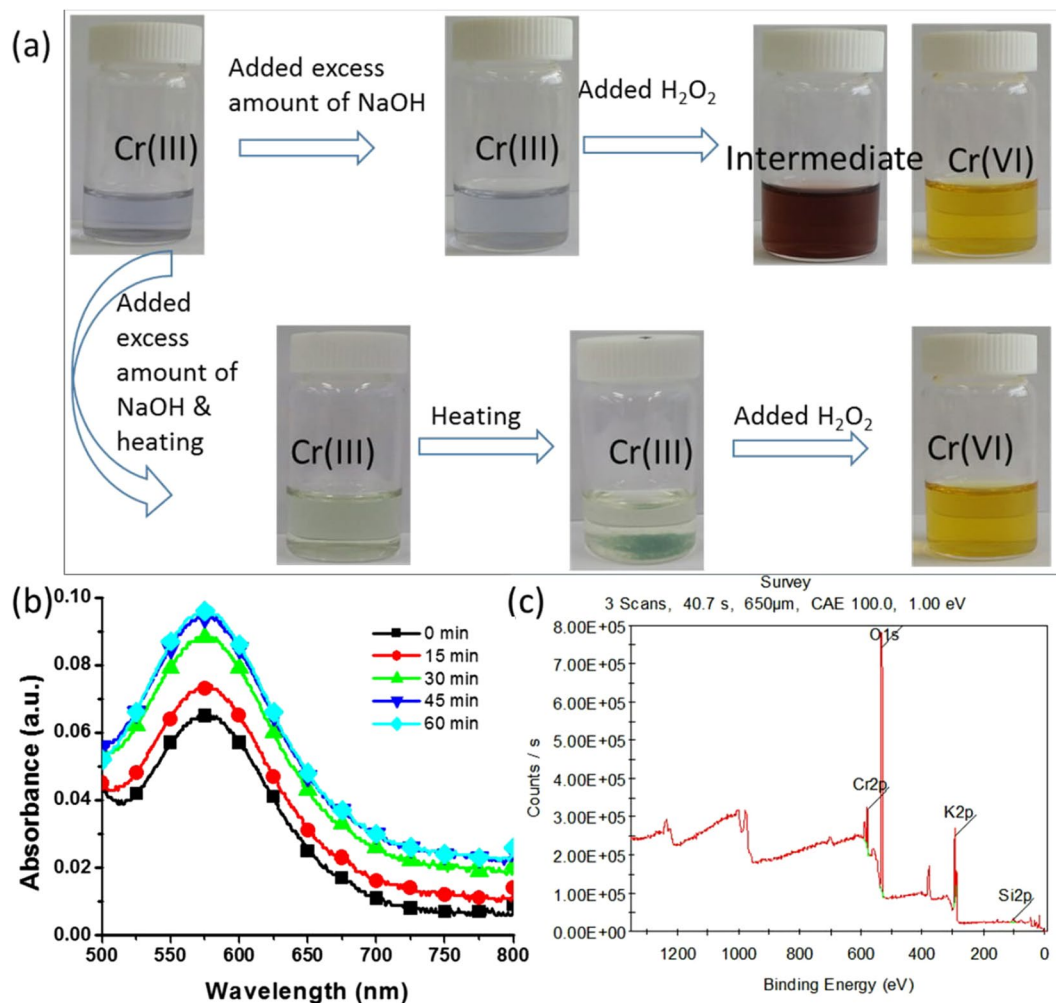 (a)
Added excess
amount of NaOH
Added H₂O₂
Cr(III)
Cr(III)
Intermediate
Cr(VI)
Added
excess
amount of
NaOH &
heating
Heating
Added H₂O₂
Cr(III)
Cr(III)
Cr(VI)
(b)
0.10
0.08
0.06
0.04
0.02
0.00
Absorbance (a.u.)
0 min
15 min
30 min
45 min
60 min
500 550 600 650 700 750 800
Wavelength (nm)
(c)
Survey
3 Scans, 40.7 s, 650µm, CAE 100.0, 1.00 eV
8.00E+05
7.00E+05
6.00E+05
5.00E+05
4.00E+05
3.00E+05
2.00E+05
1.00E+05
0.00E+00
Counts / s
O1s
Cr2p
K2p
Si2p
1200 1000 800 600 400 200 0
Binding Energy (eV)